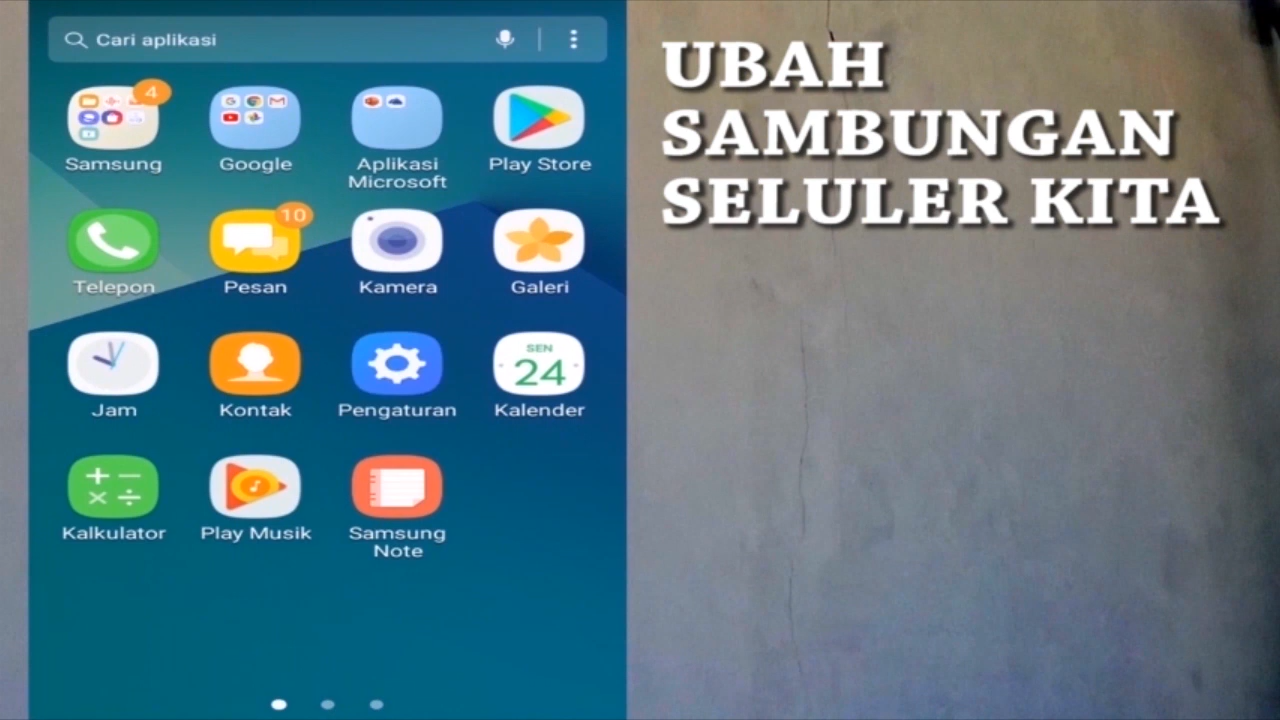 Cari aplikasi
4
Samsung
Google
Aplikasi
Microsoft
Play Store
10
Telepon
Pesan
Kamera
Galeri
SEN
24
Jam
Kontak
Pengaturan
Kalender
Kalkulator
Play Musik
Samsung
Note
UBAH
SAMBUNGAN
SELULER KITA